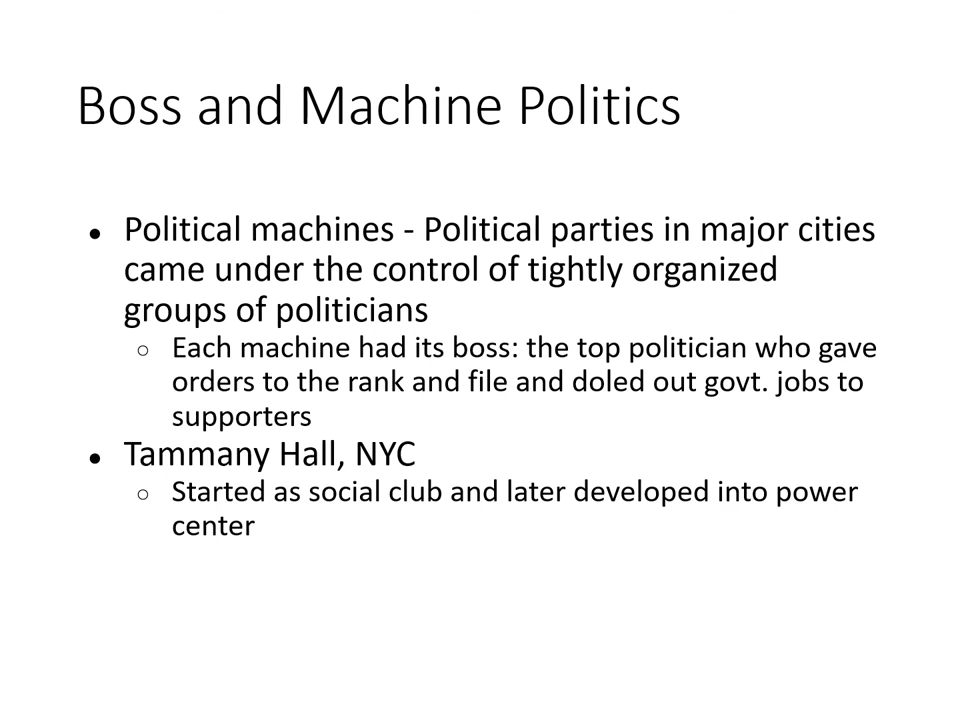 Boss and Machine Politics
● Political machines - Political parties in major cities
came under the control of tightly organized
groups of politicians
○ Each machine had its boss: the top politician who gave
orders to the rank and file and doled out govt. jobs to
supporters
● Tammany Hall, NYC
○ Started as social club and later developed into power
center